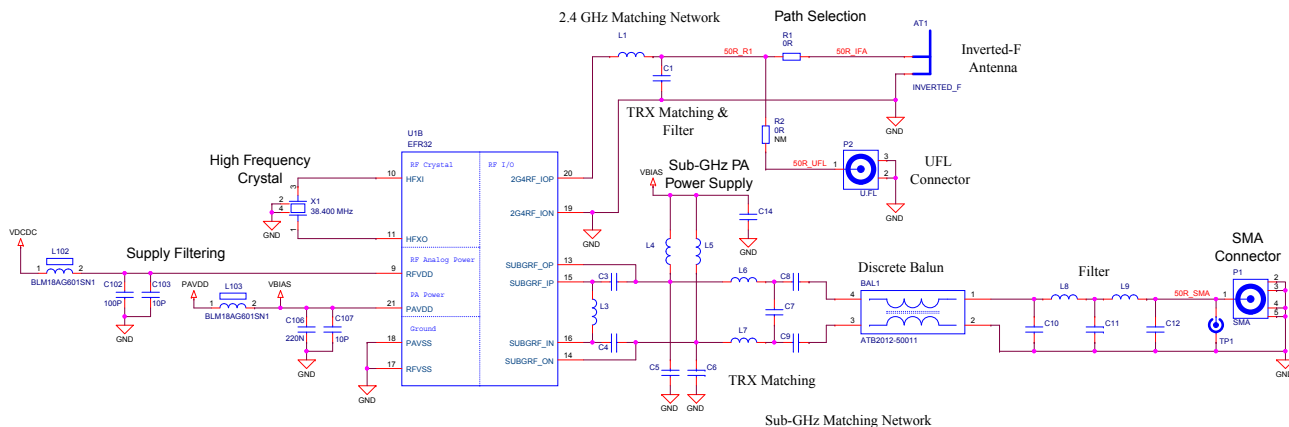 2.4 GHz Matching Network
Path Selection
L1
50R_R1
R1
0R
50R_IFA
AT1
INVERTED_F
Inverted-F
Antenna
C1
TRX Matching &
Filter
GND
R2
0R
NM
50R_UFL
P2
1
3
2
U.FL
GND
UFL
Connector
High Frequency
Crystal
3
2
4
1
X1
38.400 MHz
GND
U1B
EFR32
RF Crystal
RF I/O
10
HFXI
11
HFXO
2G4RF_IOP
20
2G4RF_ION
19
GND
RF Analog Power
9
RFVDD
PA Power
21
PAVDD
Ground
18
PAVSS
17
RFVSS
GND
SUBGRF_OP
13
SUBGRF_IP
15
SUBGRF_IN
16
SUBGRF_ON
14
VDCDC
L102
1
2
BLM18AG601SN1
Supply Filtering
C102
100P
C103
10P
GND
PAVDD
L103
1
2
BLM18AG601SN1
VBIAS
C106
220N
C107
10P
GND
GND
Sub-GHz PA
Power Supply
VBIAS
C14
GND
L4
L5
C3
L3
C4
C5
C6
GND
GND
L6
L7
C7
C8
C9
TRX Matching
Discrete Balun
BAL1
4
3
1
2
ATB2012-50011
Filter
L8
L9
50R_SMA
C10
C11
C12
TP1
SMA
Connector
P1
1
2
3
4
5
SMA
GND
Sub-GHz Matching Network